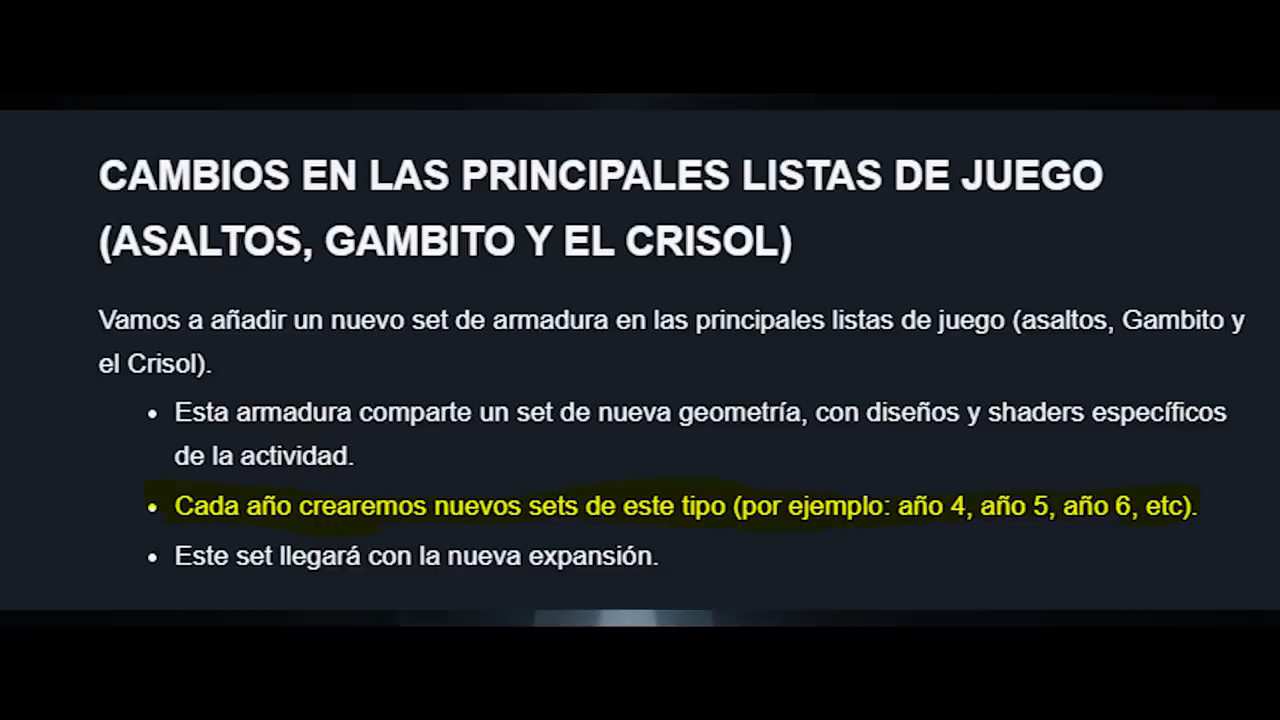 CAMBIOS EN LAS PRINCIPALES LISTAS DE JUEGO
(ASALTOS, GAMBITO Y EL CRISOL)
Vamos a añadir un nuevo set de armadura en las principales listas de juego (asaltos, Gambito y
el Crisol).
• Esta armadura comparte un set de nueva geometría, con diseños y shaders específicos
de la actividad.
• Cada año crearemos nuevos sets de este tipo (por ejemplo: año 4, año 5, año 6, etc).
• Este set llegará con la nueva expansión.